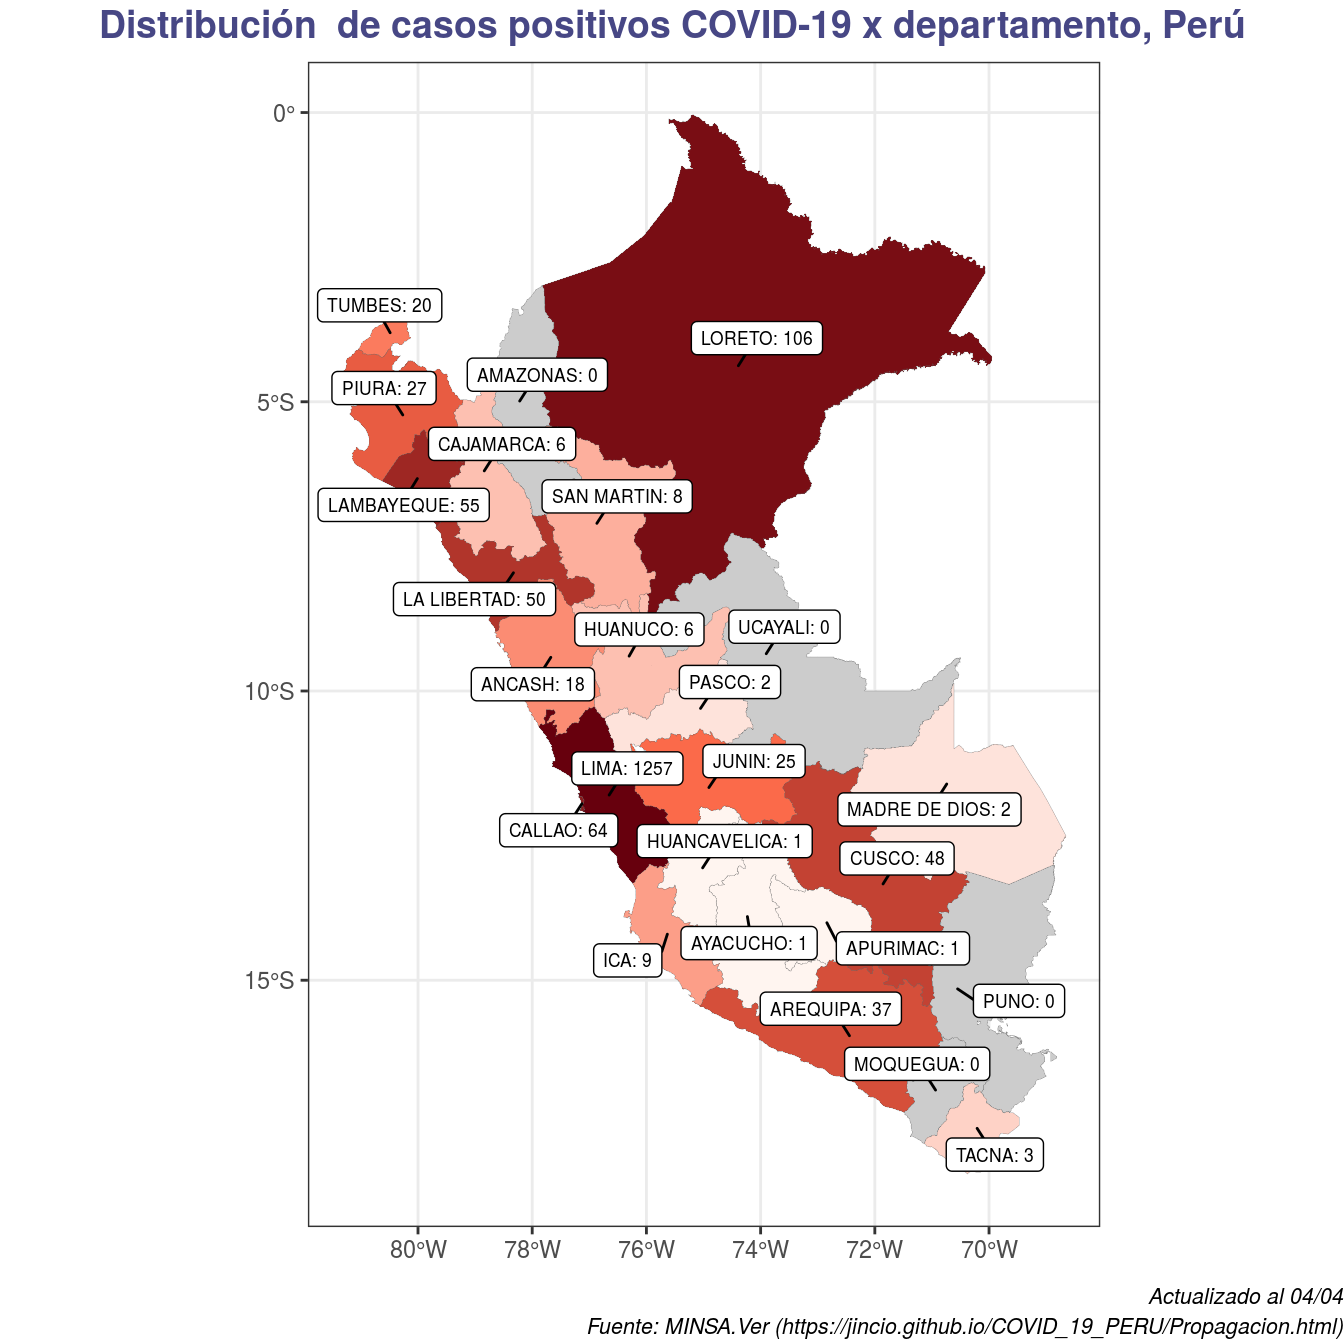 Distribución  de casos positivos COVID-19 x departamento, Perú
0°
TUMBES: 20
LORETO: 106
AMAZONAS: 0
PIURA: 27
5°S
CAJAMARCA: 6
SAN MARTIN: 8
LAMBAYEQUE: 55
LA LIBERTAD: 50
HUANUCO: 6
UCAYALI: 0
ANCASH: 18
PASCO: 2
10°S
LIMA: 1257
JUNIN: 25
MADRE DE DIOS: 2
CALLAO: 64
HUANCAVELICA: 1
CUSCO: 48
AYACUCHO: 1
APURIMAC: 1
ICA: 9
15°S
PUNO: 0
AREQUIPA: 37
MOQUEGUA: 0
TACNA: 3
80°W 78°W 76°W 74°W 72°W 70°W
Actualizado al 04/04
Fuente: MINSA.Ver (https://jincio.github.io/COVID_19_PERU/Propagacion.html)